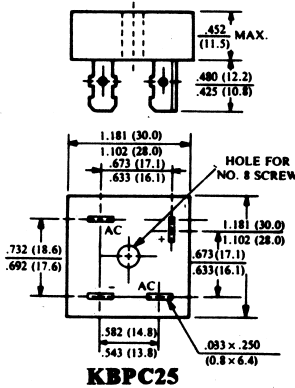 .452
(11.5)
MAX.
.480 (12.2)
.425 (10.8)
1.181 (30.0)
1.102 (28.0)
.673 (17.1)
.633 (16.1)
HOLE FOR
NO. 8 SCREW
AC
+
1.181 (30.0)
1.102 (28.0)
.732 (18.6)
.692 (17.6)
.673(17.1)
.633(16.1)
-
AC
.582 (14.8)
.543 (13.8)
.033 x .250
(0.8 x 6.4)
KBPC25